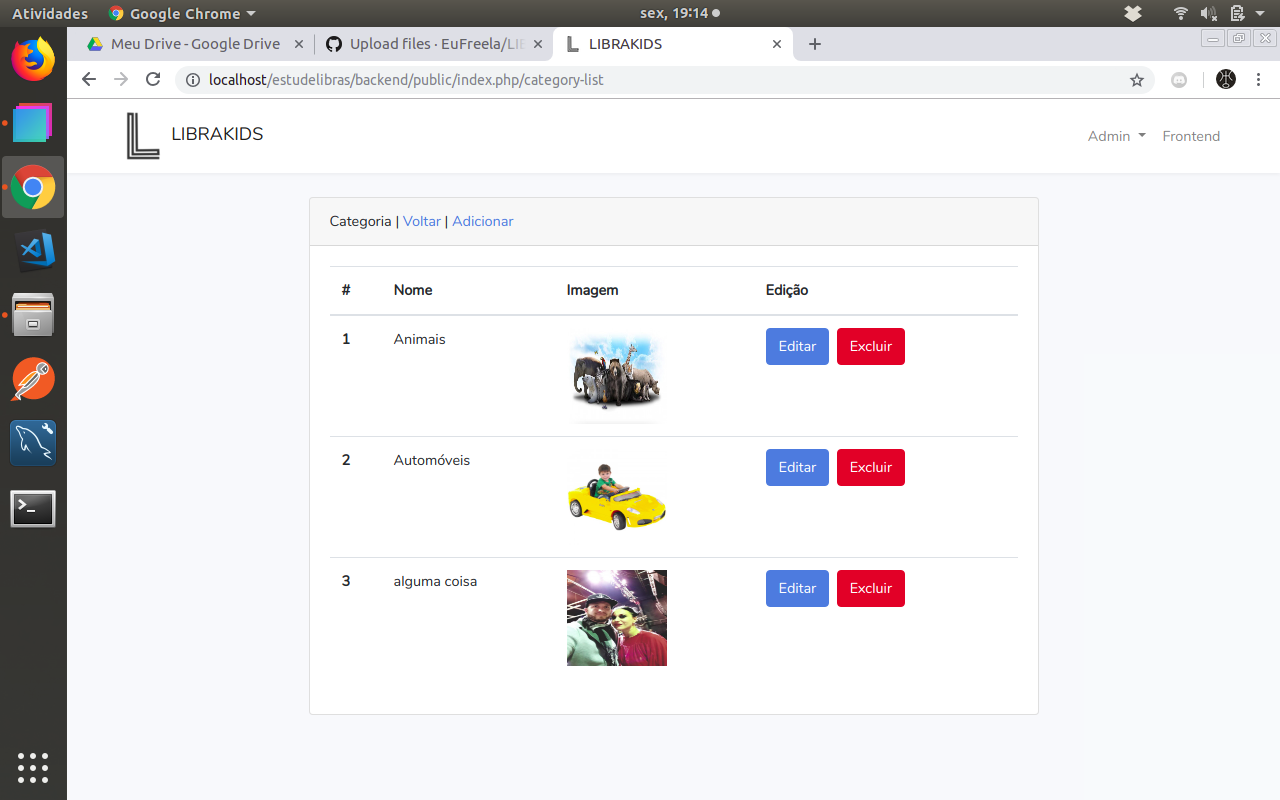 Atividades Google Chrome sex, 19:14
Meu Drive - Google Drive Upload files · EuFreela/LI LIBRAKIDS
localhost/estudelibras/backend/public/index.php/category-list
LIBRAKIDS Admin Frontend
Categoria | Voltar | Adicionar
# Nome Imagem Edição
1 Animais Editar Excluir
2 Automóveis Editar Excluir
3 alguma coisa Editar Excluir